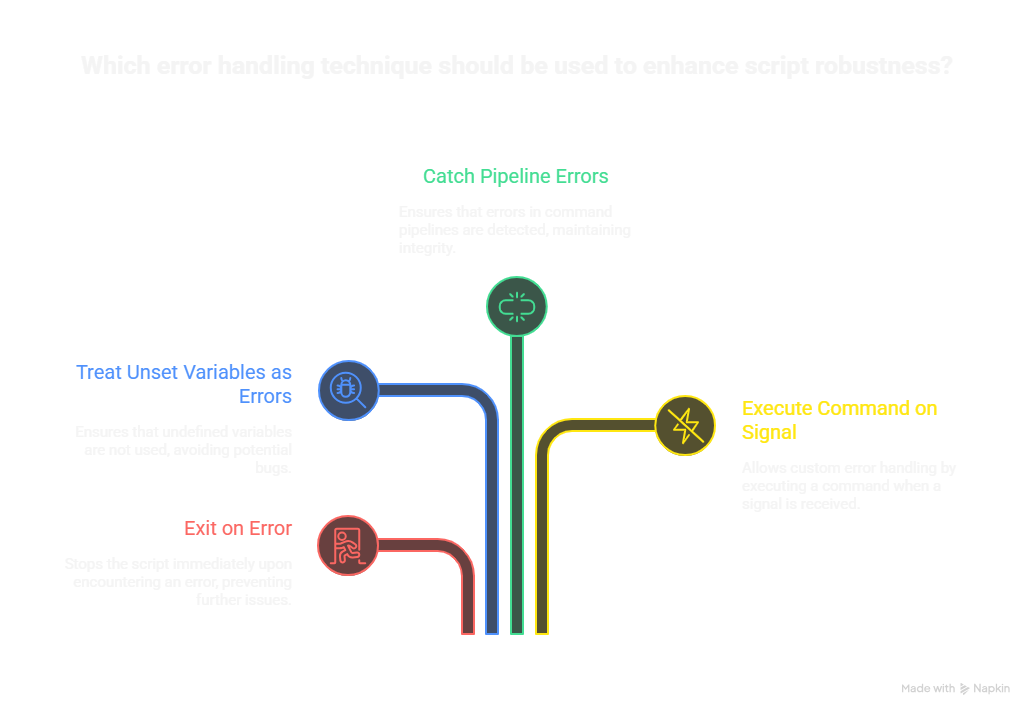 Which error handling technique should be used to enhance script robustness?
Catch Pipeline Errors
Ensures that errors in command
pipelines are detected, maintaining
integrity.
Treat Unset Variables as
Errors
Ensures that undefined variables
are not used, avoiding potential
bugs.
Execute Command on
Signal
Allows custom error handling by
executing a command when a
signal is received.
Exit on Error
Stops the script immediately upon
encountering an error, preventing
further issues.
Made with Napkin